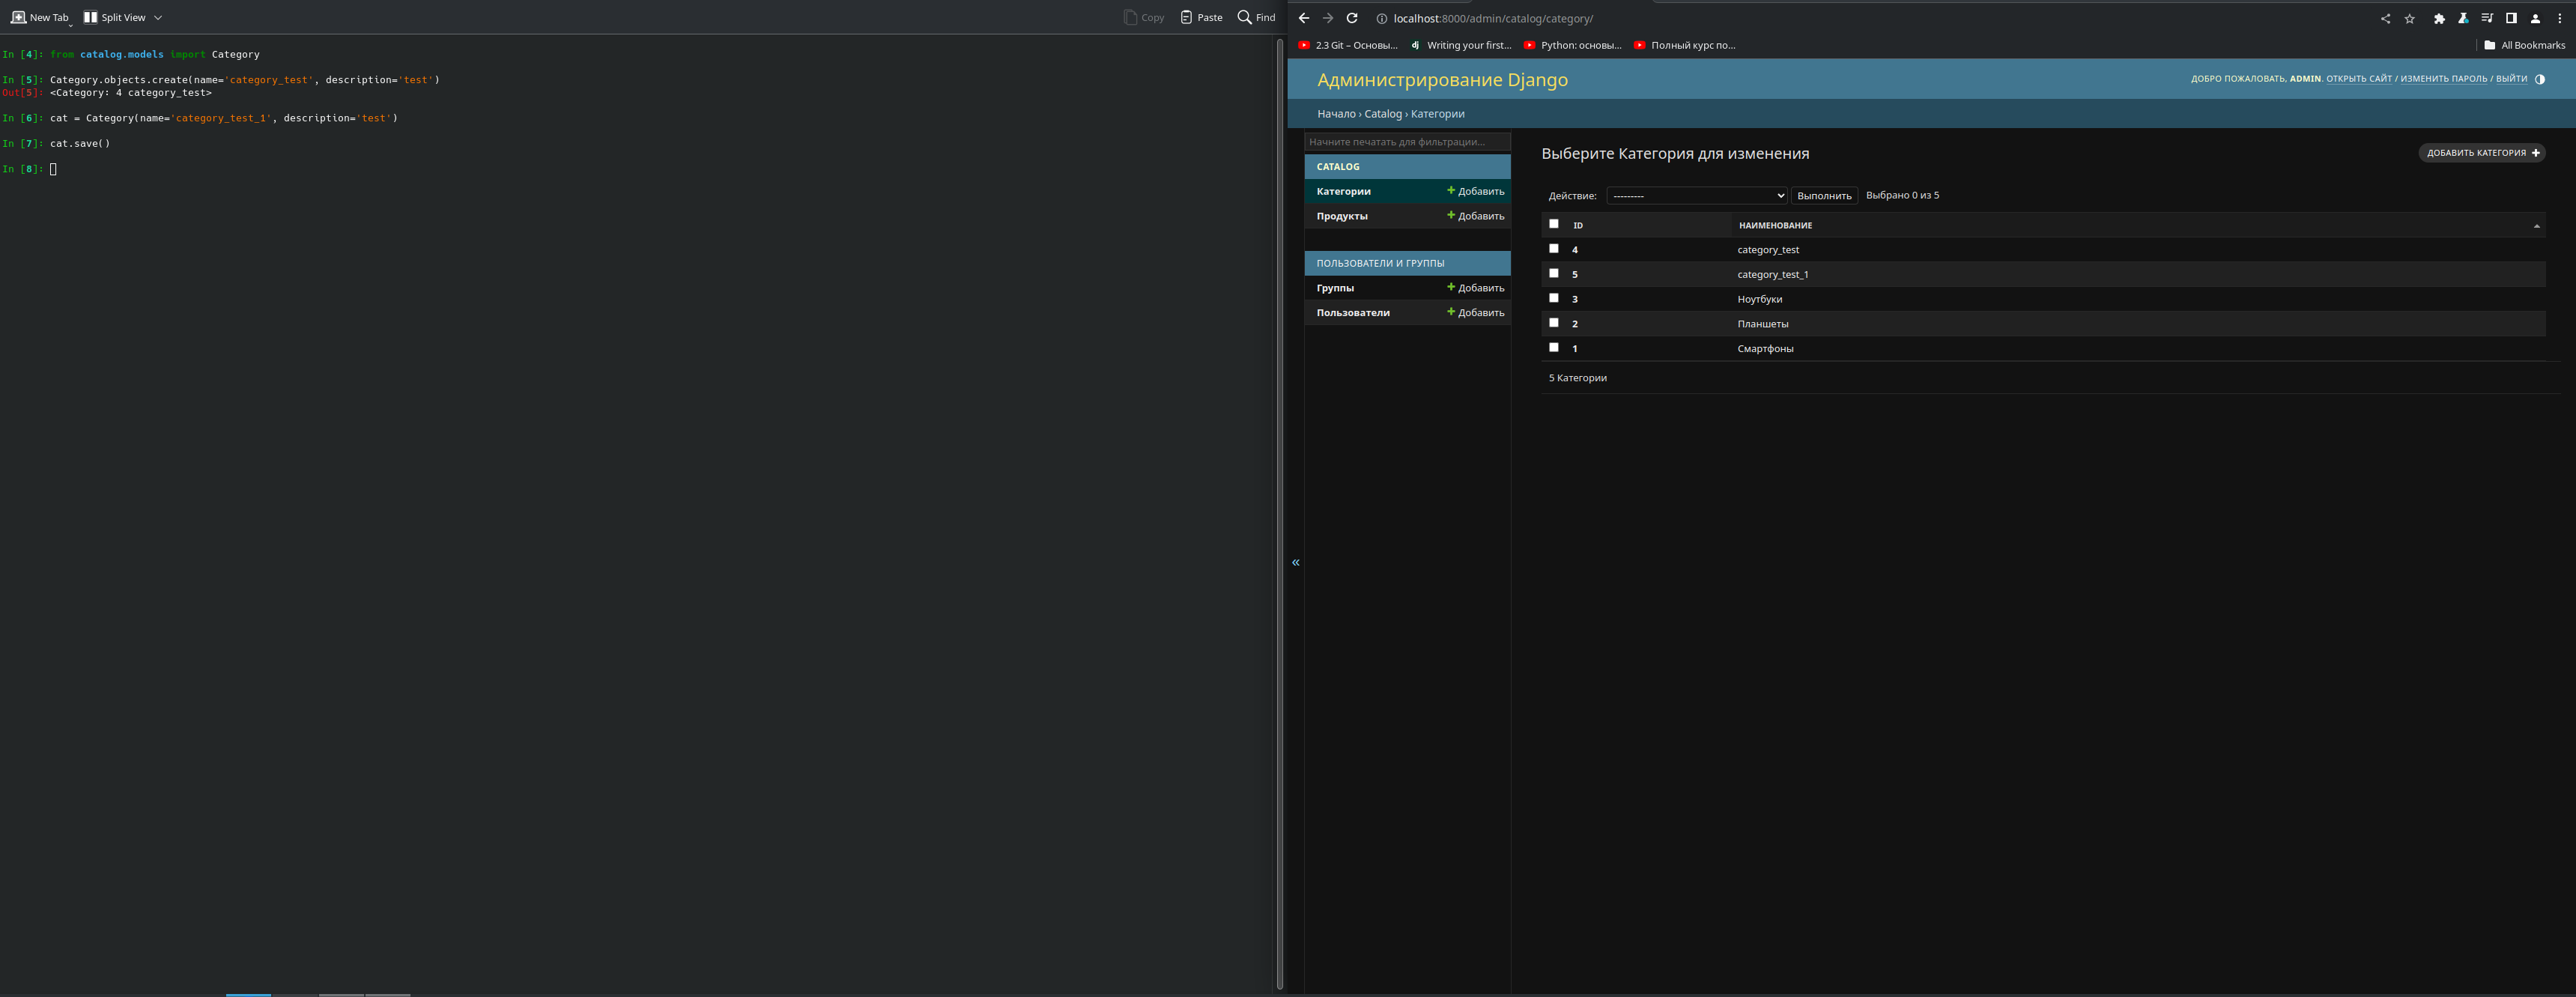 New Tab Split View Copy Paste Find
In [4]: from catalog.models import Category
In [5]: Category.objects.create(name='category_test', description='test')
Out[5]: <Category: 4 category_test>
In [6]: cat = Category(name='category_test_1', description='test')
In [7]: cat.save()
In [8]:
localhost:8000/admin/catalog/category/
2.3 Git – Основы... dj Writing your first... Python: основы... Полный курс по... All Bookmarks
Администрирование Django
ДОБРО ПОЖАЛОВАТЬ, ADMIN. ОТКРЫТЬ САЙТ / ИЗМЕНИТЬ ПАРОЛЬ / ВЫЙТИ
Начало › Catalog › Категории
Начните печатать для фильтрации...
CATALOG
Категории + Добавить
Продукты + Добавить
ПОЛЬЗОВАТЕЛИ И ГРУППЫ
Группы + Добавить
Пользователи + Добавить
«
Выберите Категория для изменения
ДОБАВИТЬ КАТЕГОРИЯ +
Действие: --------- Выполнить Выбрано 0 из 5
ID НАИМЕНОВАНИЕ
4 category_test
5 category_test_1
3 Ноутбуки
2 Планшеты
1 Смартфоны
5 Категории